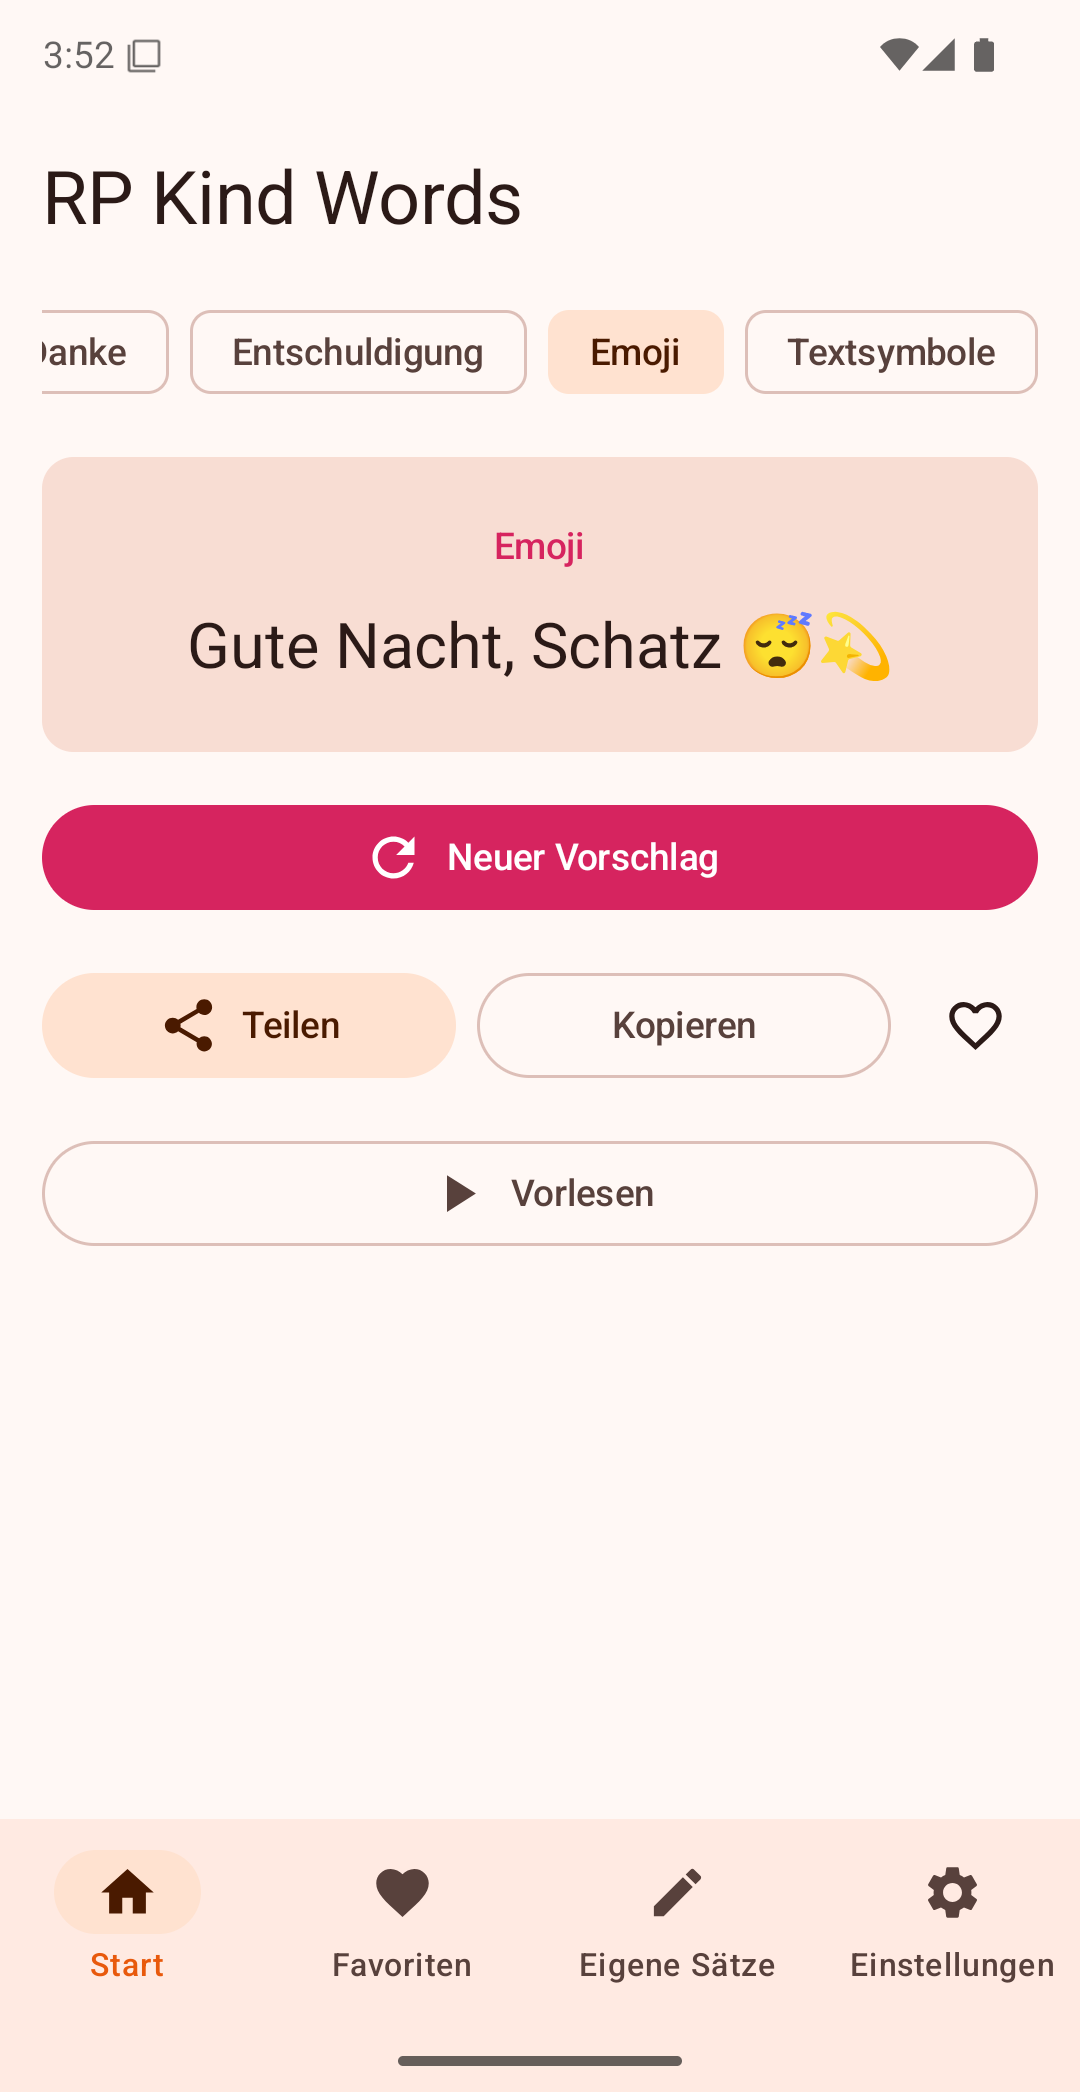 3:52
RP Kind Words
Danke
Entschuldigung
Emoji
Textsymbole
Emoji
Gute Nacht, Schatz 😴💫
Neuer Vorschlag
Teilen
Kopieren
Vorlesen
Start
Favoriten
Eigene Sätze
Einstellungen